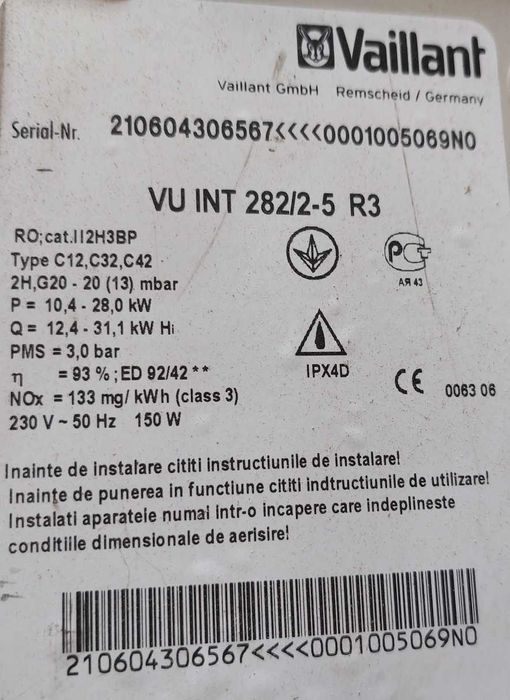 Vaillant
Vaillant GmbH Remscheid / Germany
Serial-Nr. 210604306567<<<<0001005069N0
VU INT 282/2-5 R3
RO;cat.II2H3BP
Type C12,C32,C42
2H,G20 - 20 (13) mbar
P = 10,4 - 28,0 kW
Q = 12,4 - 31,1 kW Hi
PMS = 3,0 bar
η = 93 % ;ED 92/42 **
NOx = 133 mg/ kWh (class 3)
230 V ~ 50 Hz 150 W
РС
АЯ 43
IPX4D
CE 0063 06
Inainte de instalare cititi instructiunile de instalare!
Inainţe de punerea in functiune cititi indtructiunile de utilizare!
Instalati aparatele numai intr-o incapere care indeplineste
conditiile dimensionale de aerisire!
210604306567<<<<0001005069N0